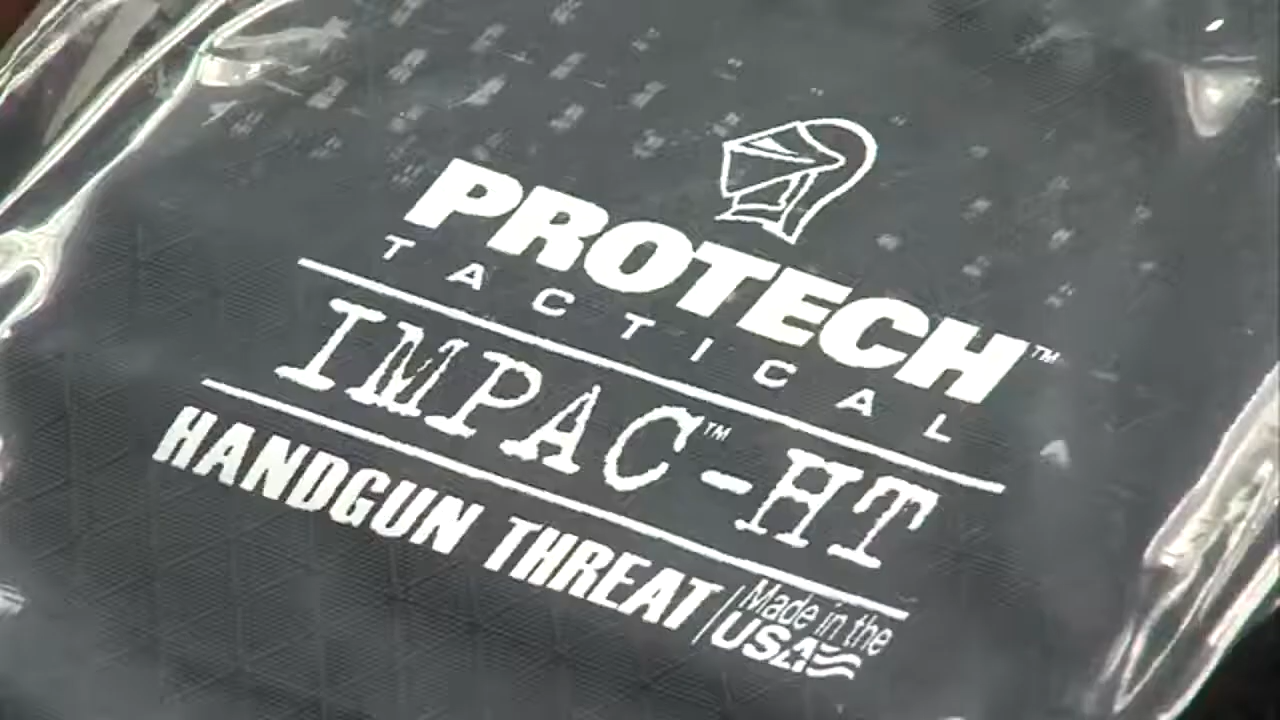 PROTECH™
TACTICAL
IMPAC™-HT
HANDGUN THREAT
Made in the
USA